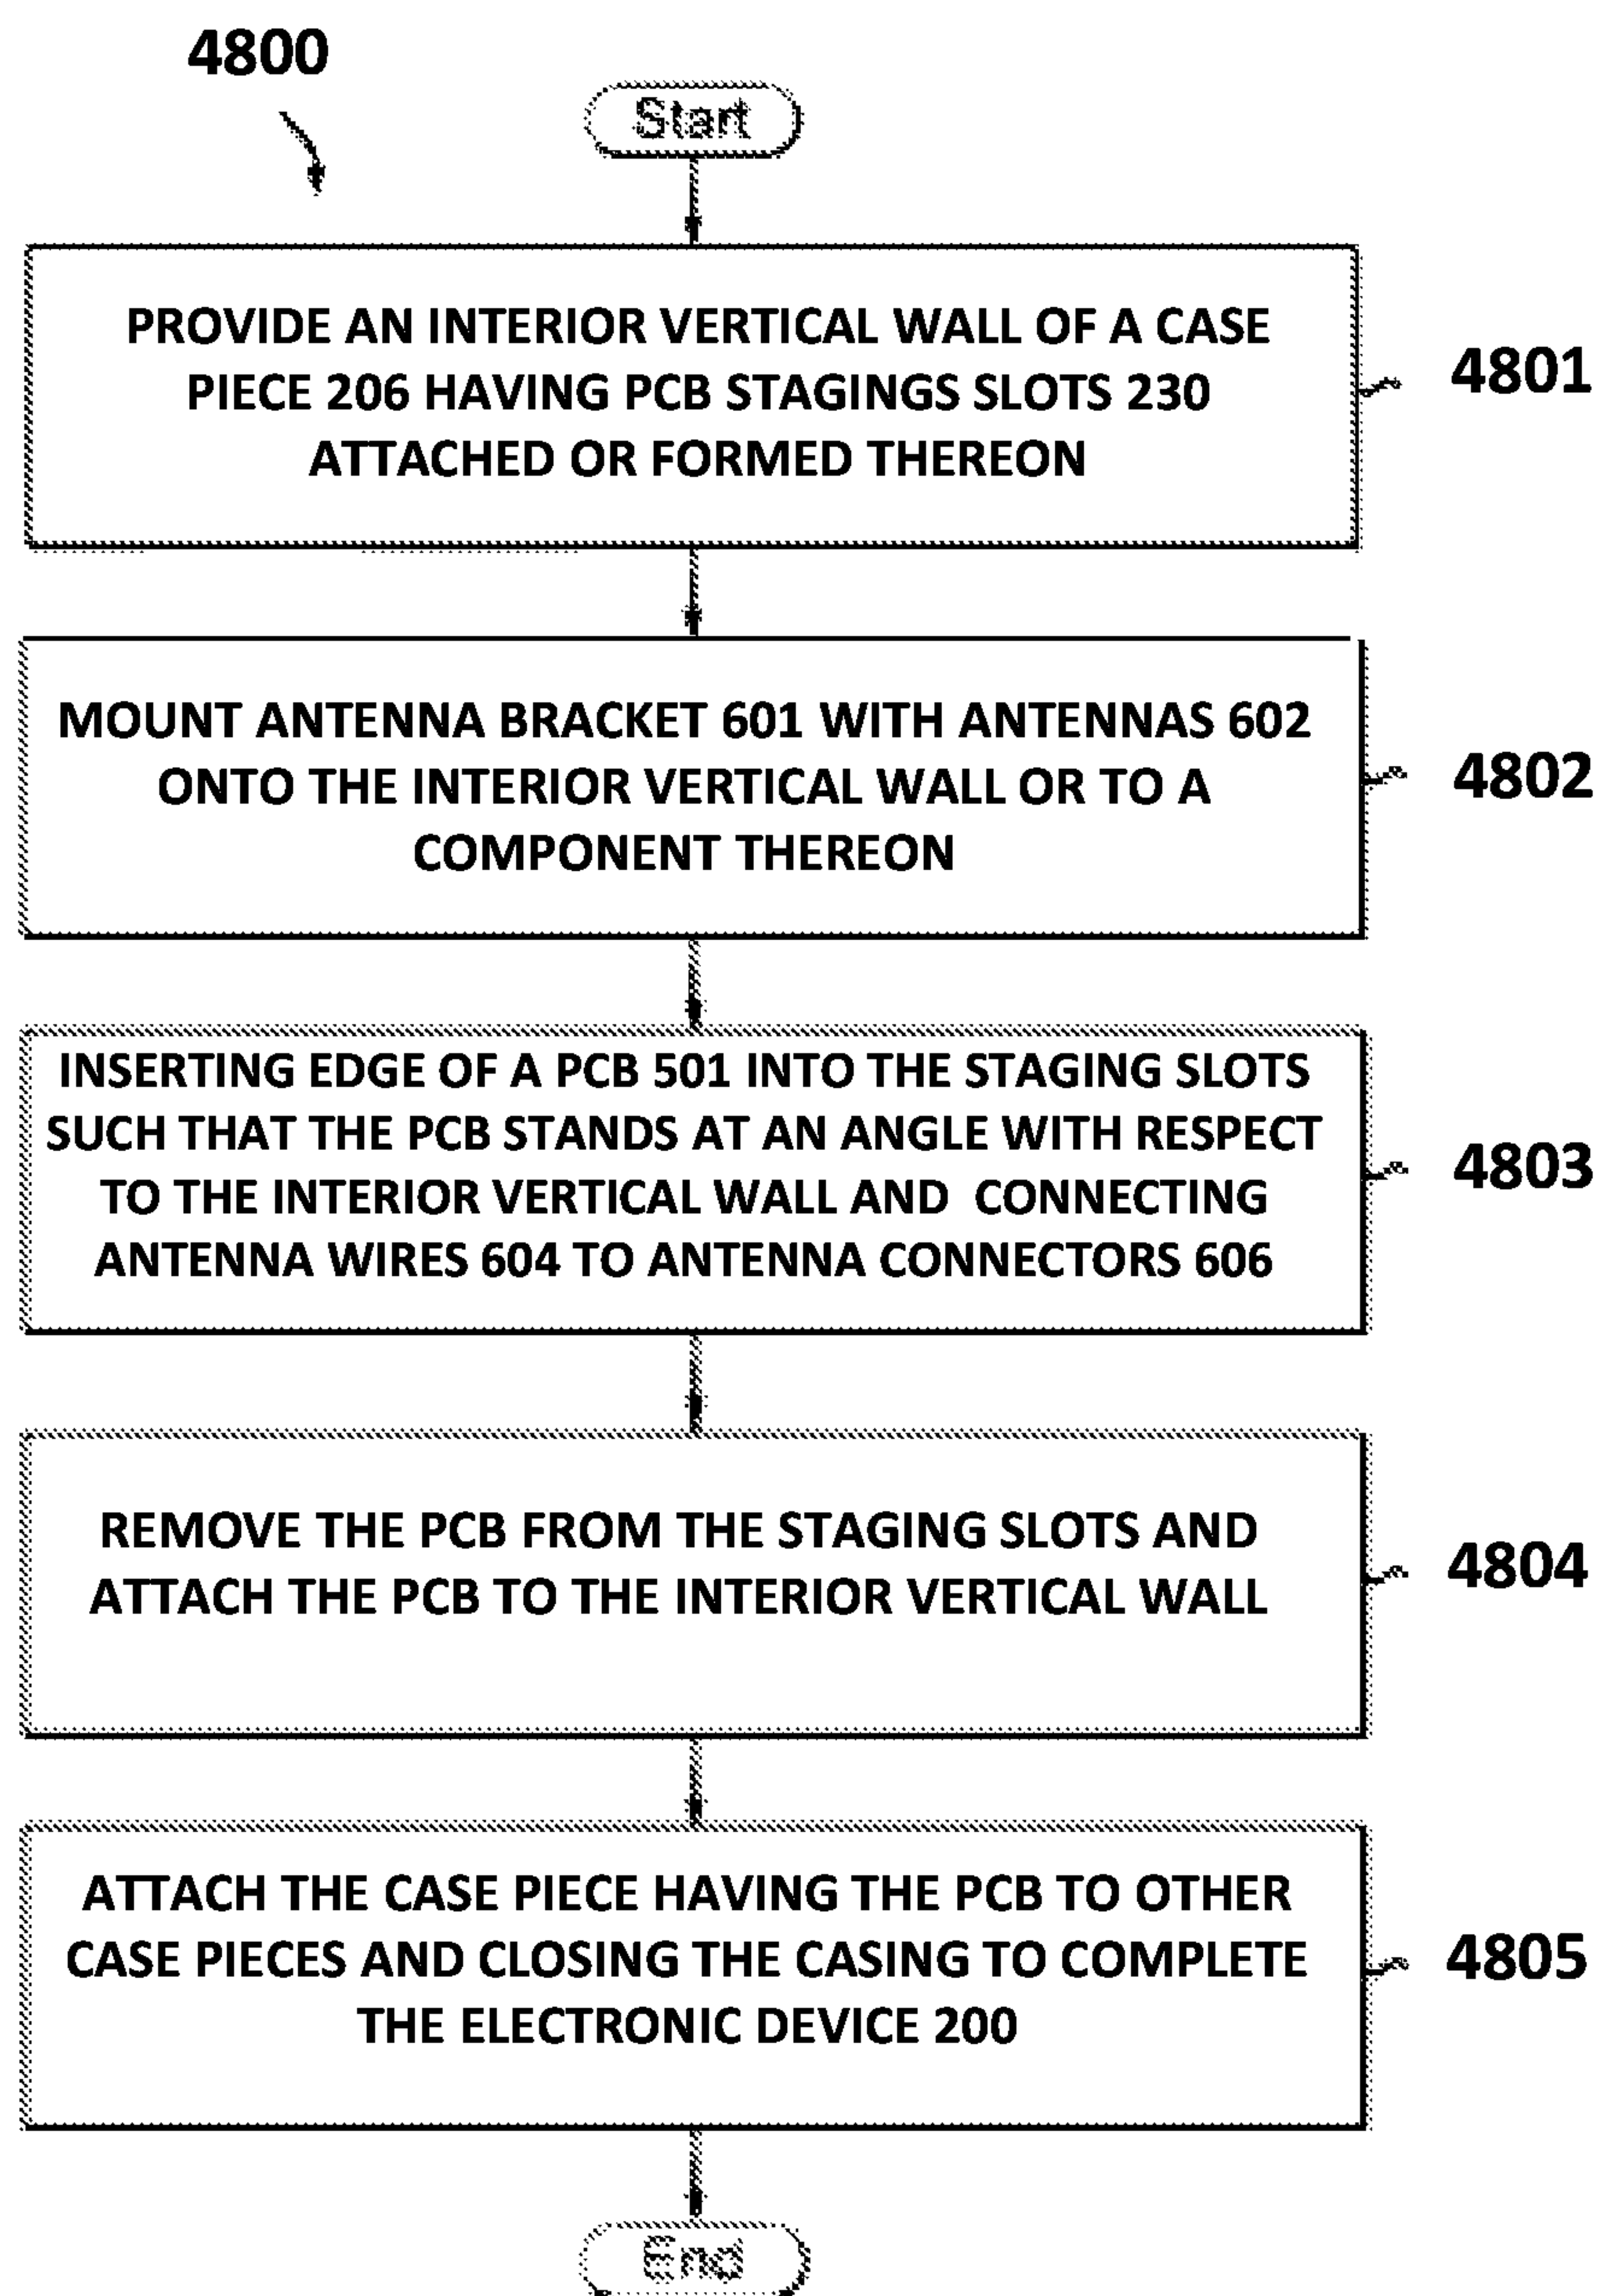 4800
Start
PROVIDE AN INTERIOR VERTICAL WALL OF A CASE
PIECE 206 HAVING PCB STAGINGS SLOTS 230
ATTACHED OR FORMED THEREON
4801
MOUNT ANTENNA BRACKET 601 WITH ANTENNAS 602
ONTO THE INTERIOR VERTICAL WALL OR TO A
COMPONENT THEREON
4802
INSERTING EDGE OF A PCB 501 INTO THE STAGING SLOTS
SUCH THAT THE PCB STANDS AT AN ANGLE WITH RESPECT
TO THE INTERIOR VERTICAL WALL AND CONNECTING
ANTENNA WIRES 604 TO ANTENNA CONNECTORS 606
4803
REMOVE THE PCB FROM THE STAGING SLOTS AND
ATTACH THE PCB TO THE INTERIOR VERTICAL WALL
4804
ATTACH THE CASE PIECE HAVING THE PCB TO OTHER
CASE PIECES AND CLOSING THE CASING TO COMPLETE
THE ELECTRONIC DEVICE 200
4805
End